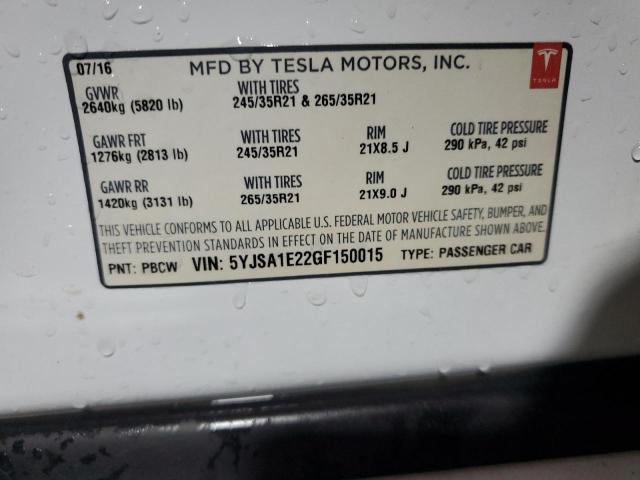 07/16 MFD BY TESLA MOTORS, INC.
TESLA
GVWR WITH TIRES
2640kg (5820 lb) 245/35R21 & 265/35R21
GAWR FRT WITH TIRES RIM COLD TIRE PRESSURE
1276kg (2813 lb) 245/35R21 21X8.5 J 290 kPa, 42 psi
GAWR RR WITH TIRES RIM COLD TIRE PRESSURE
1420kg (3131 lb) 265/35R21 21X9.0 J 290 kPa, 42 psi
THIS VEHICLE CONFORMS TO ALL APPLICABLE U.S. FEDERAL MOTOR VEHICLE SAFETY, BUMPER, AND
THEFT PREVENTION STANDARDS IN EFFECT ON THE DATE OF MANUFACTURE SHOWN ABOVE.
PNT: PBCW VIN: 5YJSA1E22GF150015 TYPE: PASSENGER CAR